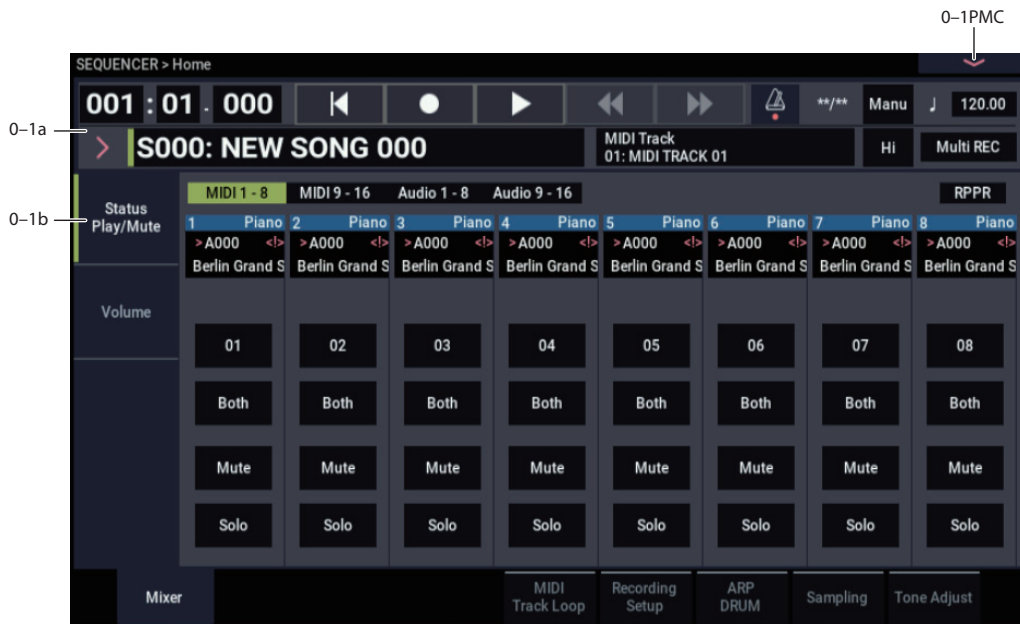 0–1PMC
SEQUENCER > Home
001 : 01 . 000 **/** Manu ♩ 120.00
0–1a
> S000: NEW SONG 000
MIDI Track
01: MIDI TRACK 01
Hi Multi REC
MIDI 1 - 8 MIDI 9 - 16 Audio 1 - 8 Audio 9 - 16 RPPR
0–1b
Status
Play/Mute
1 Piano 2 Piano 3 Piano 4 Piano 5 Piano 6 Piano 7 Piano 8 Piano
>A000 <!> >A000 <!> >A000 <!> >A000 <!> >A000 <!> >A000 <!> >A000 <!> >A000 <!>
Berlin Grand S Berlin Grand S Berlin Grand S Berlin Grand S Berlin Grand S Berlin Grand S Berlin Grand S Berlin Grand S
Volume
01 02 03 04 05 06 07 08
Both Both Both Both Both Both Both Both
Mute Mute Mute Mute Mute Mute Mute Mute
Solo Solo Solo Solo Solo Solo Solo Solo
Mixer
MIDI
Track Loop
Recording
Setup
ARP
DRUM
Sampling
Tone Adjust